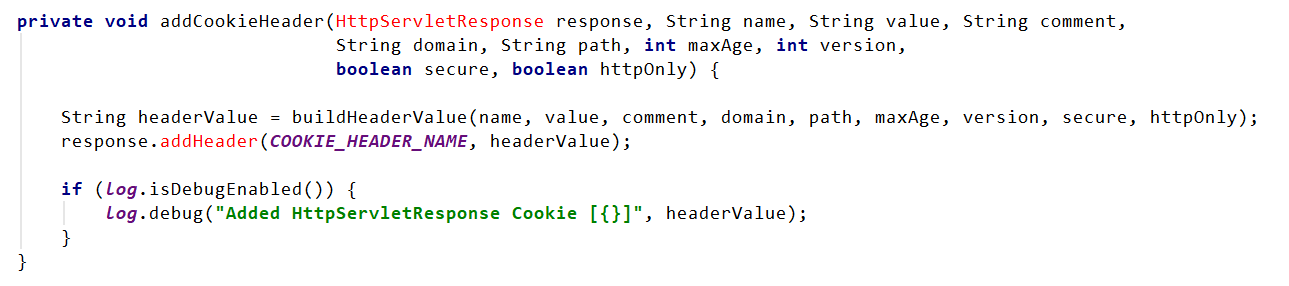 private void addCookieHeader(HttpServletResponse response, String name, String value, String comment,
                             String domain, String path, int maxAge, int version,
                             boolean secure, boolean httpOnly) {

    String headerValue = buildHeaderValue(name, value, comment, domain, path, maxAge, version, secure, httpOnly);
    response.addHeader(COOKIE_HEADER_NAME, headerValue);

    if (log.isDebugEnabled()) {
        log.debug("Added HttpServletResponse Cookie [{}]", headerValue);
    }
}